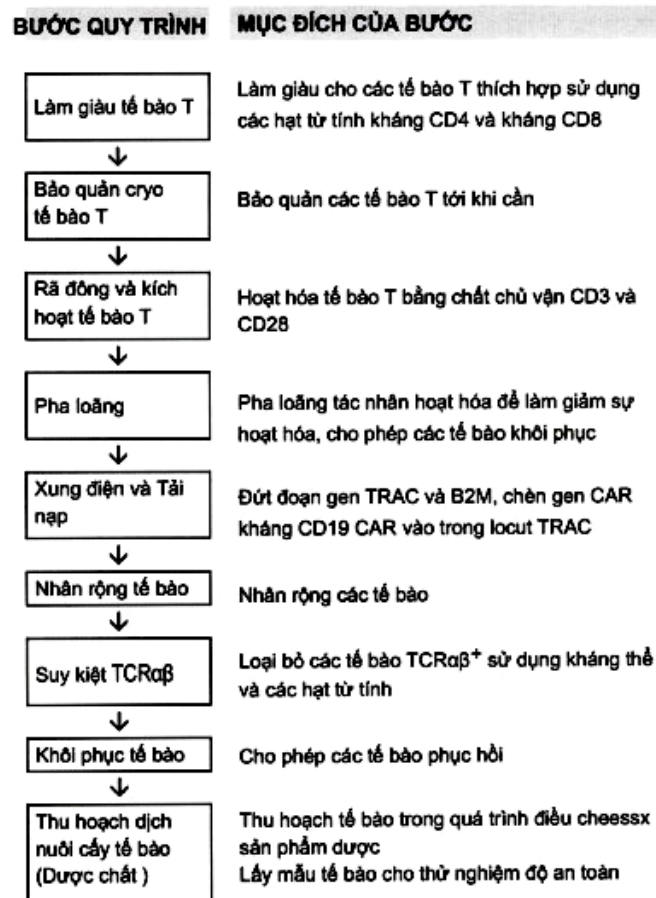 BƯỚC QUY TRÌNH MỤC ĐÍCH CỦA BƯỚC
Làm giàu tế bào T
Làm giàu cho các tế bào T thích hợp sử dụng
các hạt từ tính kháng CD4 và kháng CD8
Bảo quản cryo
tế bào T
Bảo quản các tế bào T tới khi cần
Rã đông và kích
hoạt tế bào T
Hoạt hóa tế bào T bằng chất chủ vận CD3 và
CD28
Pha loãng
Pha loãng tác nhân hoạt hóa để làm giảm sự
hoạt hóa, cho phép các tế bào khôi phục
Xung điện và Tải
nạp
Đứt đoạn gen TRAC và B2M, chèn gen CAR
kháng CD19 CAR vào trong locut TRAC
Nhân rộng tế bào
Nhân rộng các tế bào
Suy kiệt TCRαβ
Loại bỏ các tế bào TCRαβ⁺ sử dụng kháng thể
và các hạt từ tính
Khôi phục tế bào
Cho phép các tế bào phục hồi
Thu hoạch dịch
nuôi cấy tế bào
(Dược chất )
Thu hoạch tế bào trong quá trình điều cheessx
sản phẩm dược
Lấy mẫu tế bào cho thử nghiệm độ an toàn